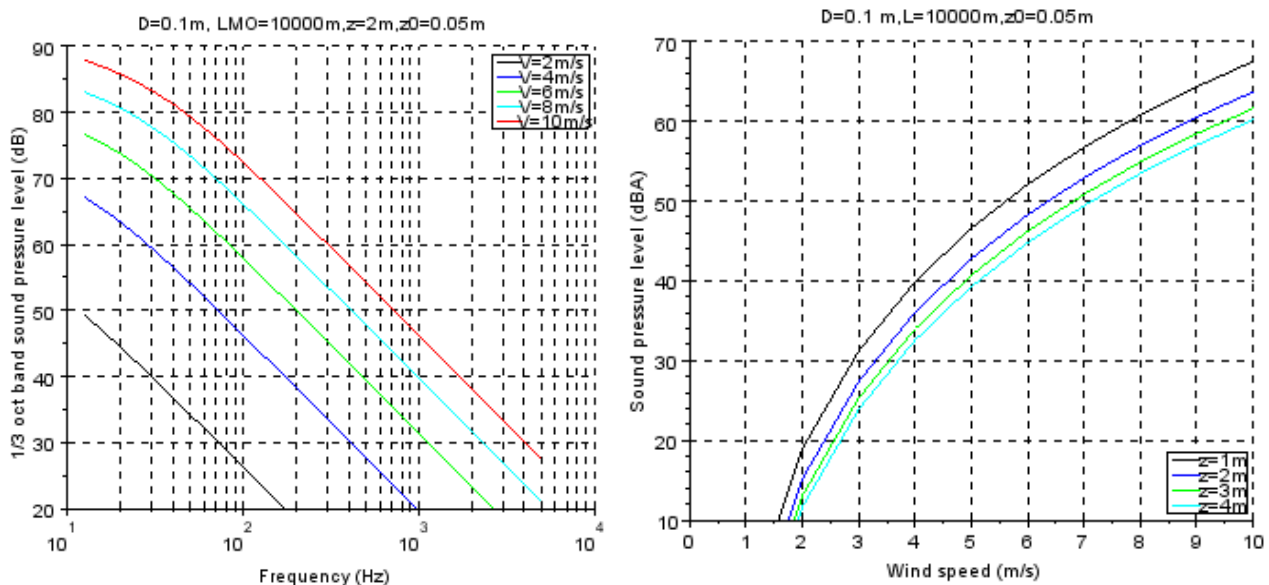 D=0.1m, LMO=10000m,z=2m,z0=0.05m
90
80
70
60
50
40
30
20
1/3 oct band sound pressure level (dB)
V=2m/s
V=4m/s
V=6m/s
V=8m/s
V=10m/s
10^1
10^2
10^3
10^4
Frequency (Hz)
D=0.1 m,L=10000m,z0=0.05m
70
60
50
40
30
20
10
Sound pressure level (dBA)
z=1m
z=2m
z=3m
z=4m
0 1 2 3 4 5 6 7 8 9 10
Wind speed (m/s)